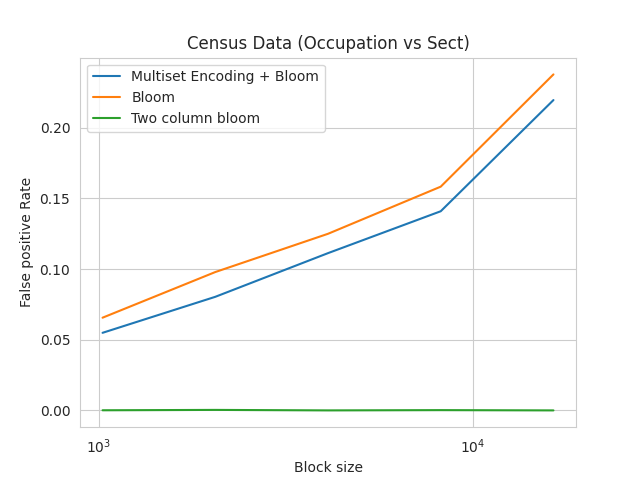 Census Data (Occupation vs Sect)
Multiset Encoding + Bloom
Bloom
Two column bloom
False positive Rate
0.20
0.15
0.10
0.05
0.00
10³
10⁴
Block size